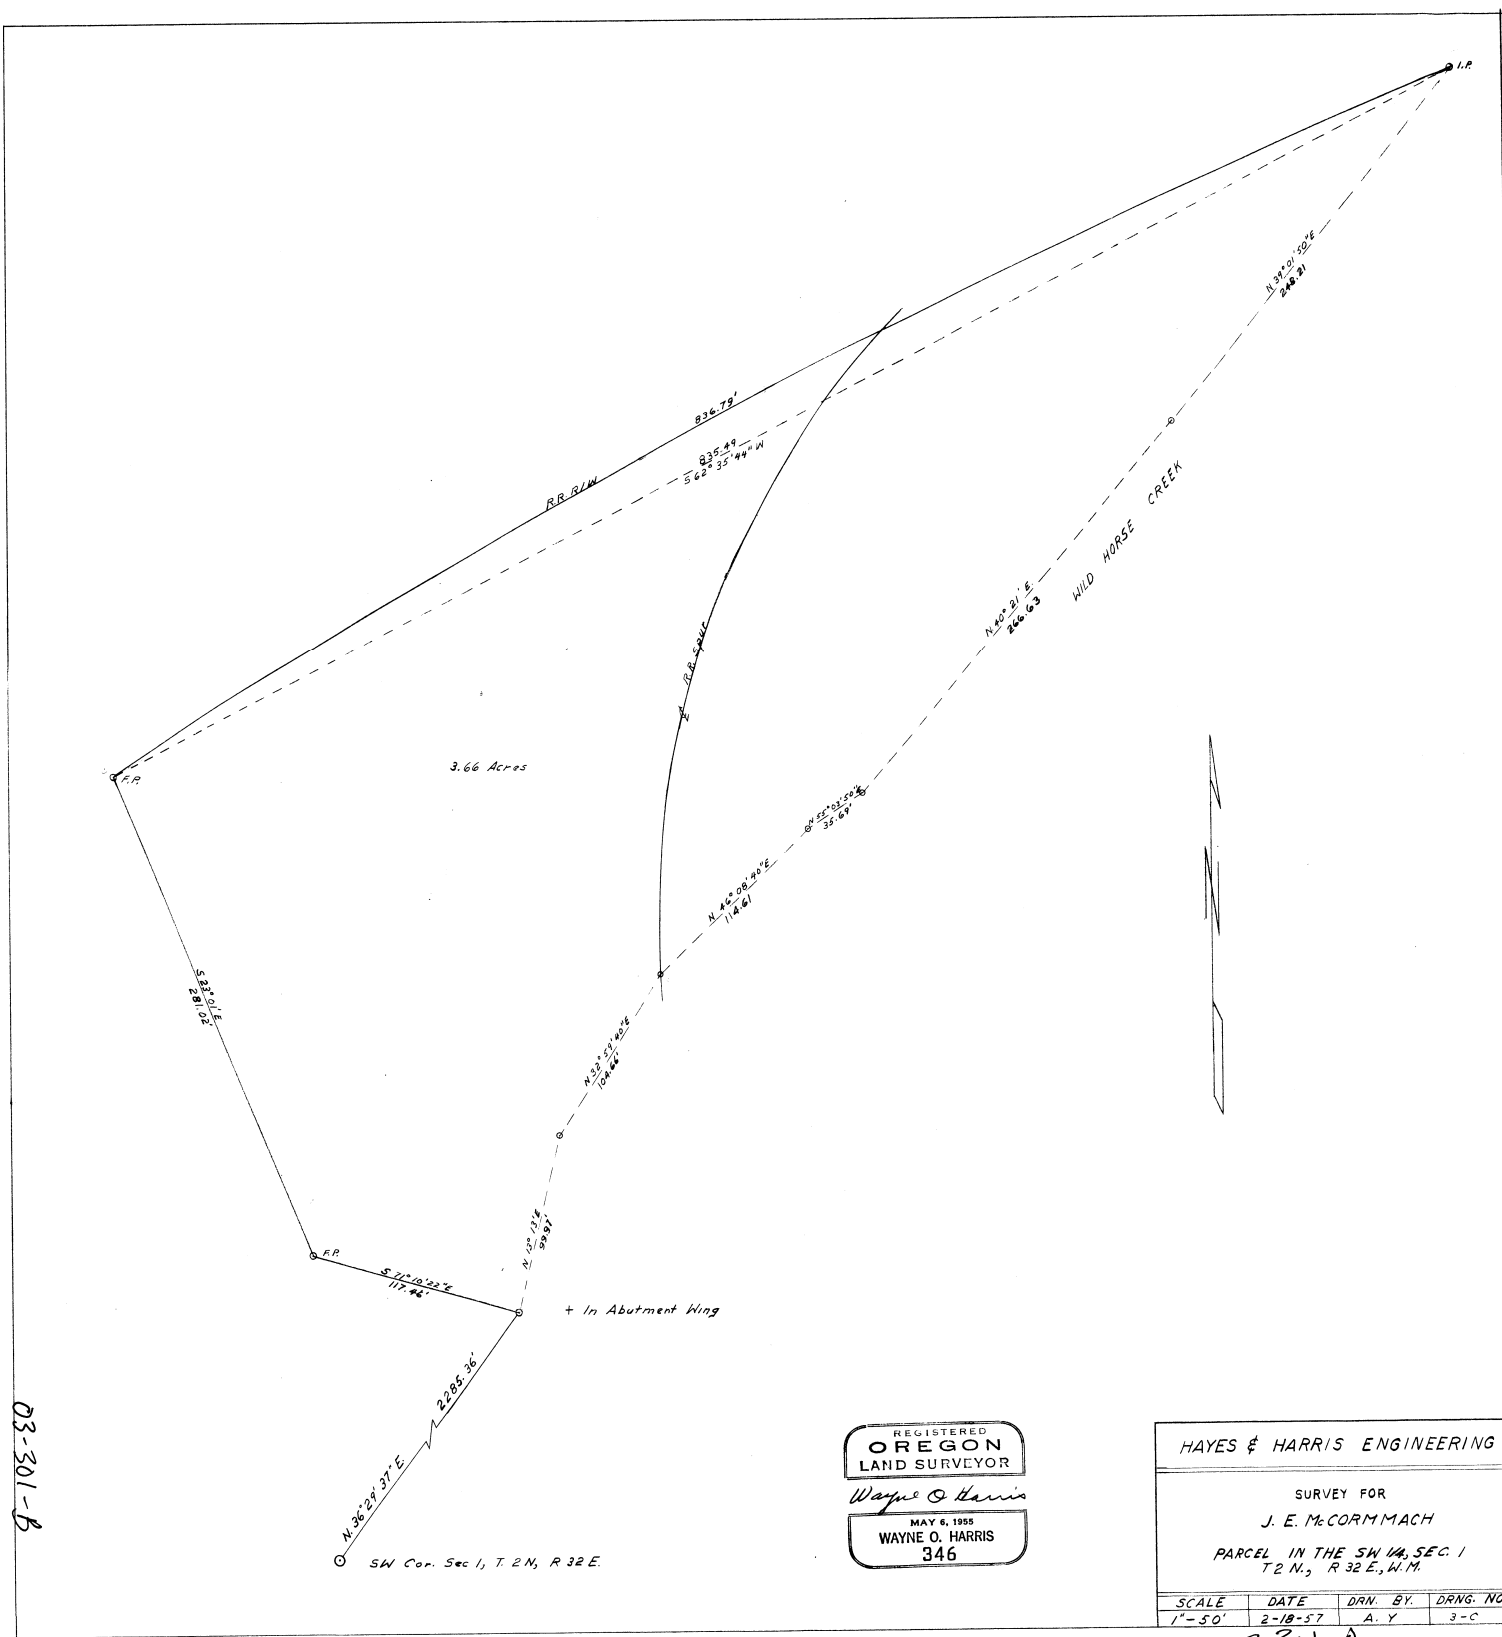 I.P.
N 39° 01' 50" E
248.21
836.79'
835.49
S 62° 35' 44" W
R.R. R/W
WILD HORSE CREEK
N 40° 21' E.
266.63
R.R. Spur
3.66 Acres
F.P.
N 55° 03' 50" E
35.69'
N 46° 08' 40" E
114.61
S 23° 01' E
281.02'
N 32° 59' 40" E
104.66'
N 13° 13' E
99.97'
F.P.
S 71° 10' 22" E
117.46'
+ In Abutment Wing
2285.36'
N. 36° 29' 37" E.
SW Cor. Sec 1, T. 2 N, R 32 E.
03-301-B
REGISTERED
OREGON
LAND SURVEYOR
Wayne O Harris
MAY 6, 1955
WAYNE O. HARRIS
346
HAYES & HARRIS ENGINEERING
SURVEY FOR
J. E. McCORMMACH
PARCEL IN THE SW 1/4, SEC. 1
T 2 N., R 32 E., W.M.
SCALE DATE DRN. BY. DRNG. NO
1"-50' 2-18-57 A. Y 3-C